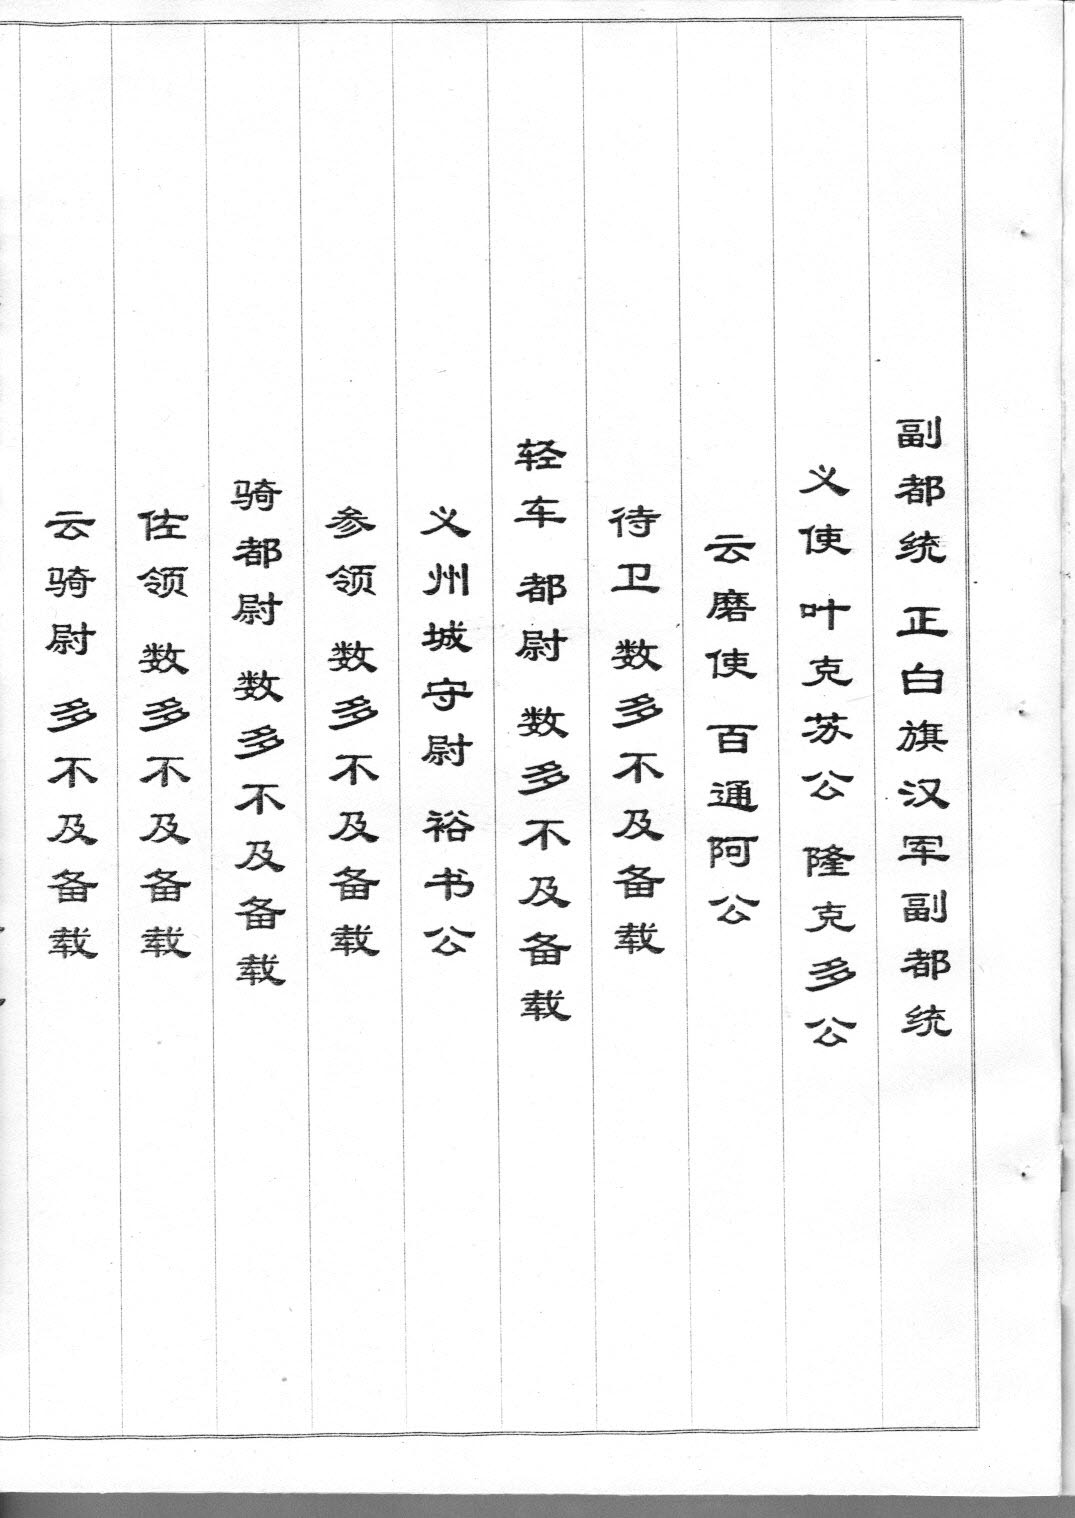 副都统 正白旗汉军副都统
义使 叶克苏公 隆克多公
云磨使 百通阿公
待卫 数多不及备载
轻车 都尉 数多不及备载
义州城守尉 裕书公
参领 数多不及备载
骑都尉 数多不及备载
佐领 数多不及备载
云骑尉 多不及备载